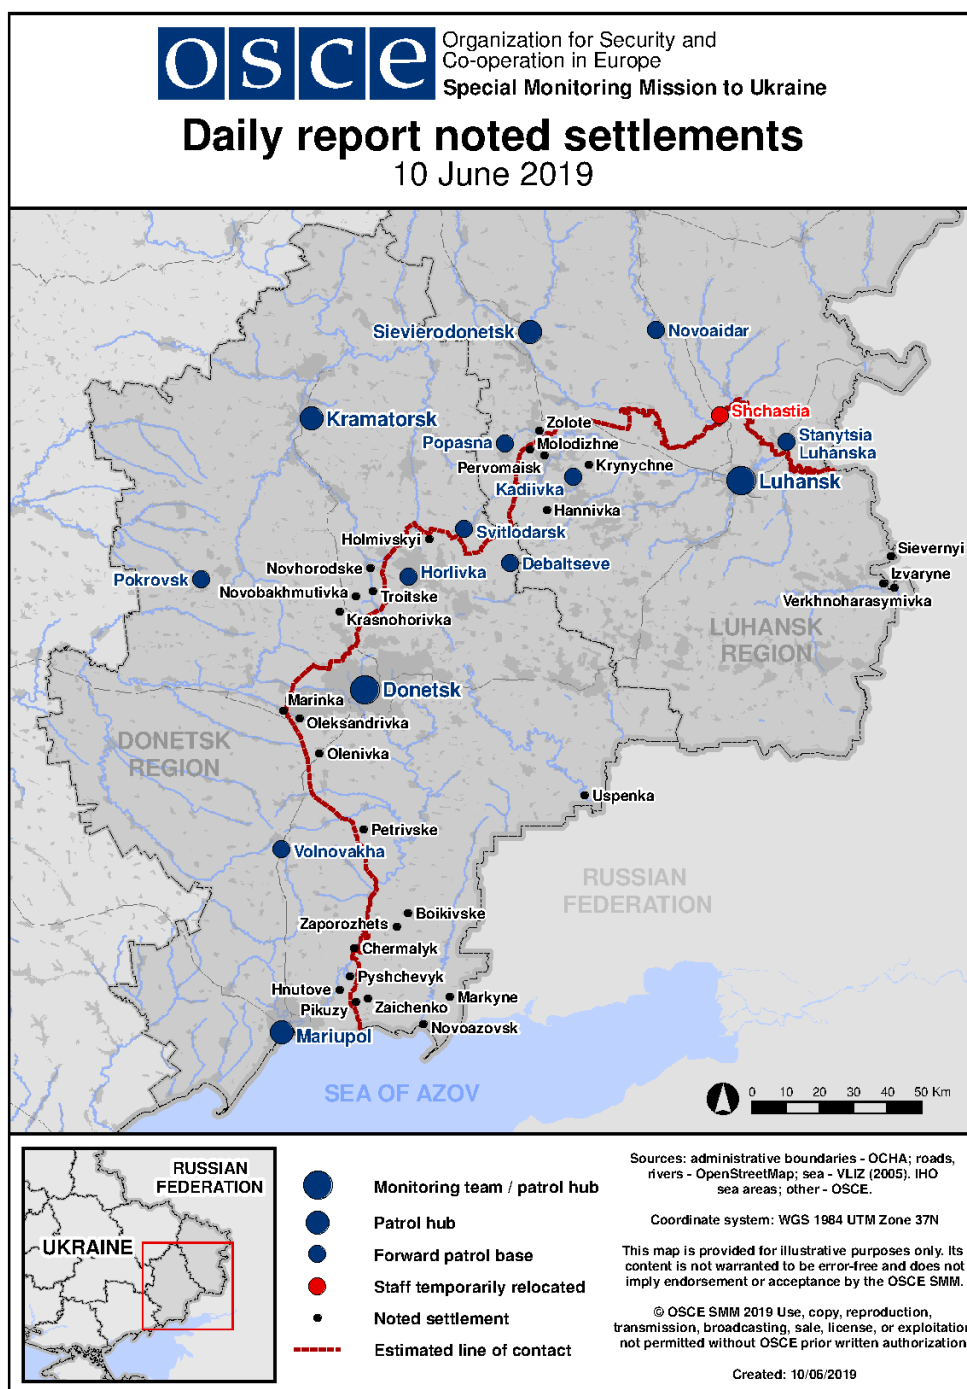 osce
Organization for Security and
Co-operation in Europe
Special Monitoring Mission to Ukraine
Daily report noted settlements
10 June 2019
Sievierodonetsk
Novoaidar
Kramatorsk
Shchastia
Zolote
Popasna
Molodizhne
Stanytsia
Luhanska
Pervomaisk
Krynychne
Kadiivka
Luhansk
Hannivka
Svitlodarsk
Holmivskyi
Sievernyi
Debaltseve
Novhorodske
Horlivka
Pokrovsk
Izvaryne
Novobakhmutivka
Troitske
Verkhnoharasymivka
Krasnohorivka
LUHANSK
REGION
Donetsk
Marinka
Oleksandrivka
DONETSK
REGION
Olenivka
Uspenka
Petrivske
Volnovakha
RUSSIAN
FEDERATION
Boikivske
Zaporozhets
Chermalyk
Pyshchevyk
Hnutove
Markyne
Pikuzy
Zaichenko
Novoazovsk
Mariupol
SEA OF AZOV
0 10 20 30 40 50 Km
RUSSIAN
FEDERATION
UKRAINE
Monitoring team / patrol hub
Patrol hub
Forward patrol base
Staff temporarily relocated
Noted settlement
Estimated line of contact
Sources: administrative boundaries - OCHA; roads,
rivers - OpenStreetMap; sea - VLIZ (2005). IHO
sea areas; other - OSCE.
Coordinate system: WGS 1984 UTM Zone 37N
This map is provided for illustrative purposes only. Its
content is not warranted to be error-free and does not
imply endorsement or acceptance by the OSCE SMM.
© OSCE SMM 2019 Use, copy, reproduction,
transmission, broadcasting, sale, license, or exploitation
not permitted without OSCE prior written authorization
Created: 10/06/2019